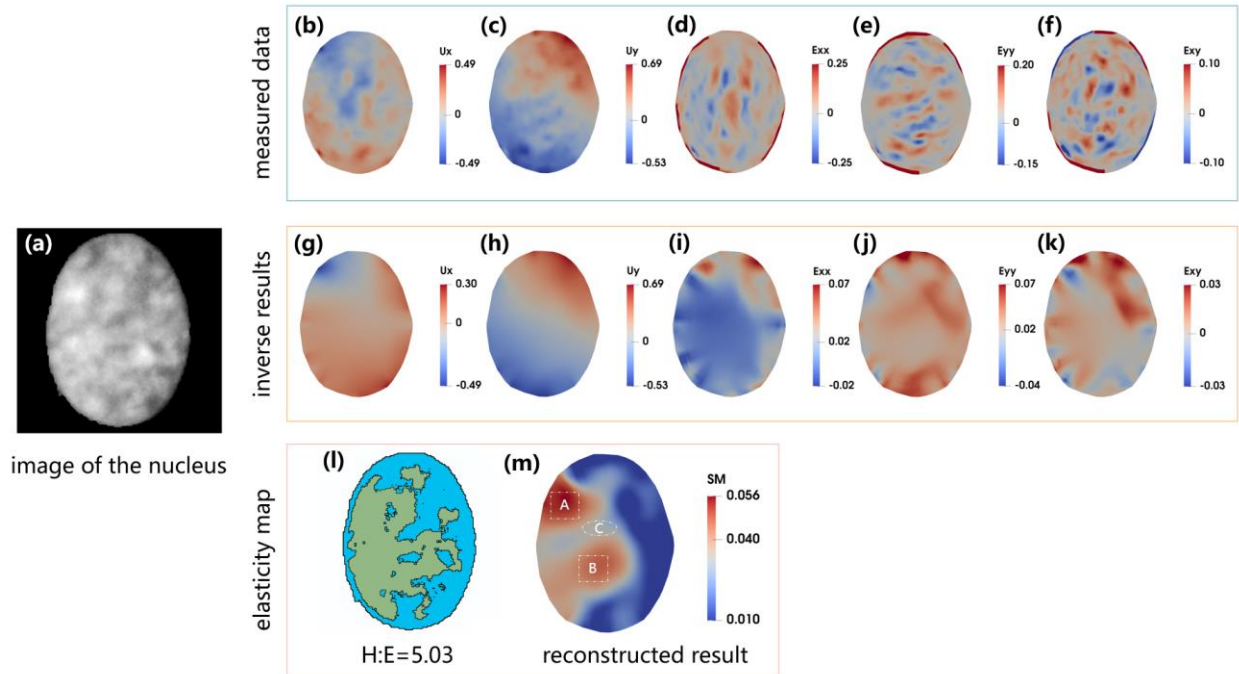 measured data
(b)
Ux
0.49
0
-0.49
(c)
Uy
0.69
0
-0.53
(d)
Exx
0.25
0
-0.25
(e)
Eyy
0.20
0
-0.15
(f)
Exy
0.10
0
-0.10
(a)
image of the nucleus
inverse results
(g)
Ux
0.30
0
-0.49
(h)
Uy
0.69
0
-0.53
(i)
Exx
0.07
0.02
-0.02
(j)
Eyy
0.07
0.02
-0.04
(k)
Exy
0.03
0
-0.03
elasticity map
(l)
H:E=5.03
(m)
A
C
B
SM
0.056
0.040
0.010
reconstructed result